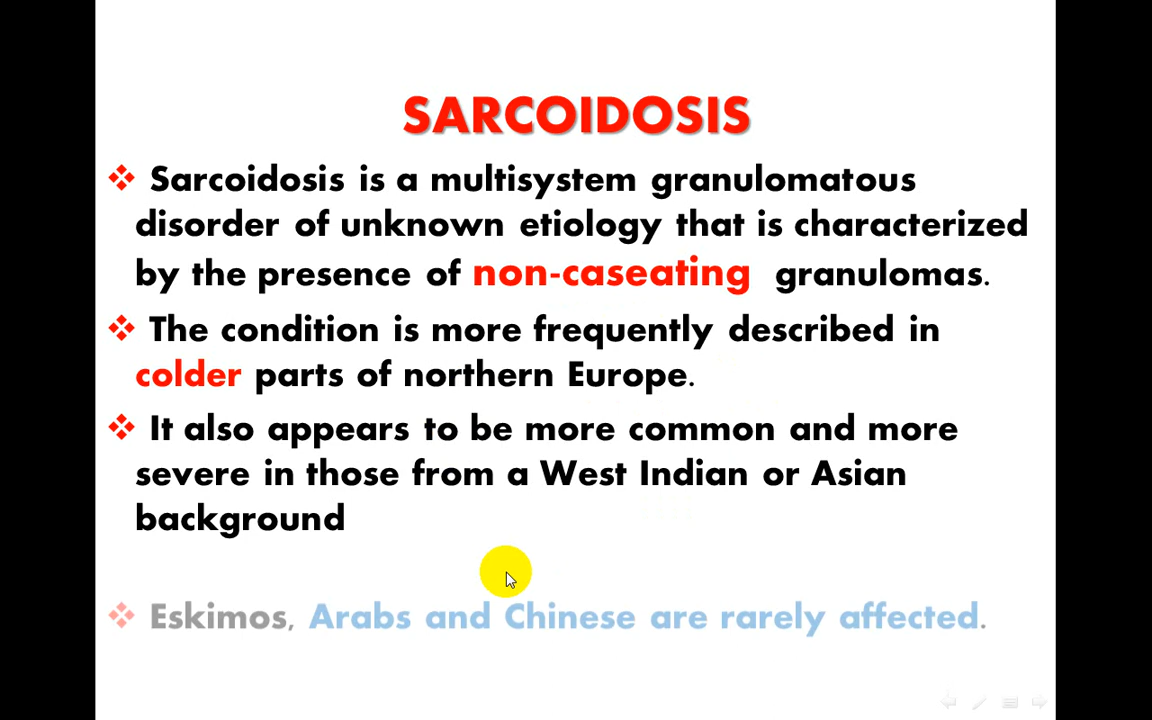 SARCOIDOSIS
❖ Sarcoidosis is a multisystem granulomatous
disorder of unknown etiology that is characterized
by the presence of non-caseating granulomas.
❖ The condition is more frequently described in
colder parts of northern Europe.
❖ It also appears to be more common and more
severe in those from a West Indian or Asian
background
❖ Eskimos, Arabs and Chinese are rarely affected.